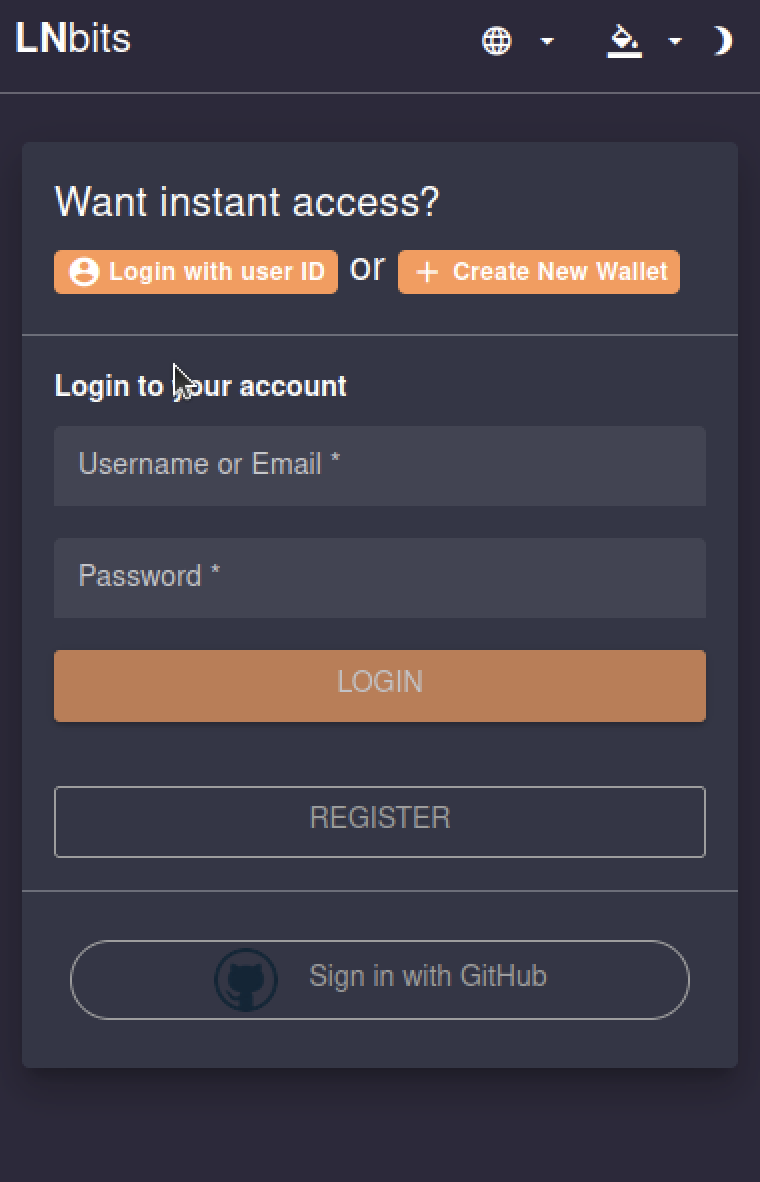 LNbits
Want instant access?
Login with user ID or Create New Wallet
Login to your account
Username or Email *
Password *
LOGIN
REGISTER
Sign in with GitHub